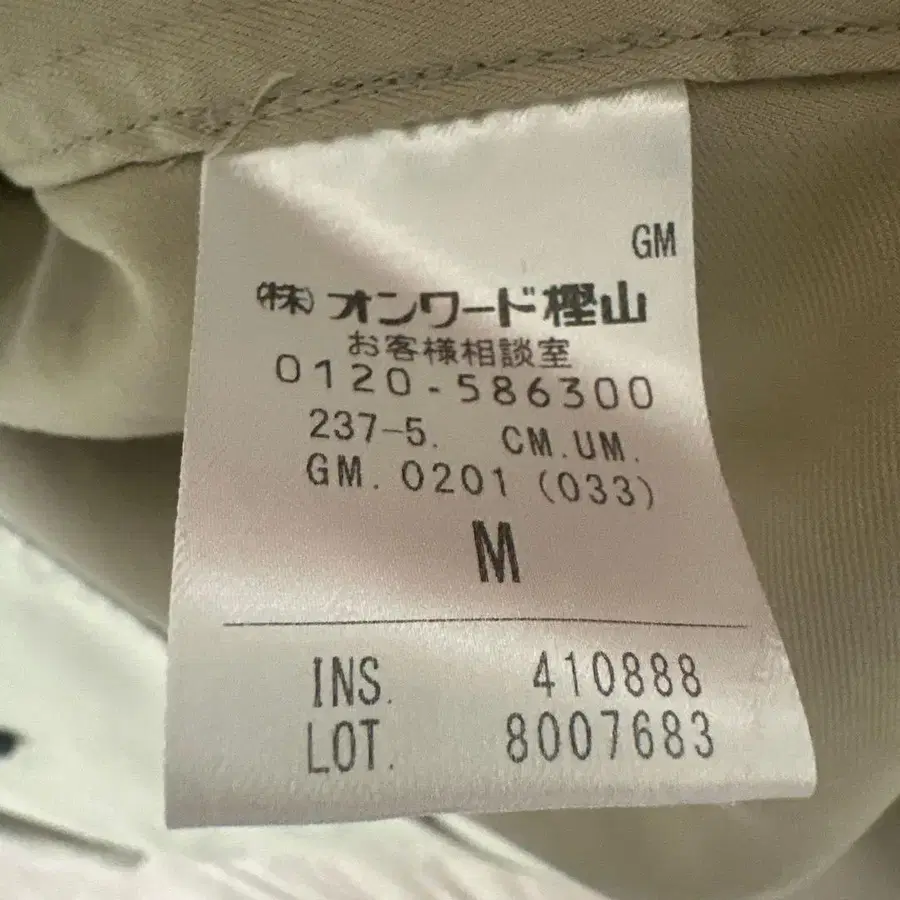 GM
(株)オンワード樫山
お客様相談室
0120-586300
237-5. CM.UM.
GM.0201(033)
M
INS. 410888
LOT. 8007683